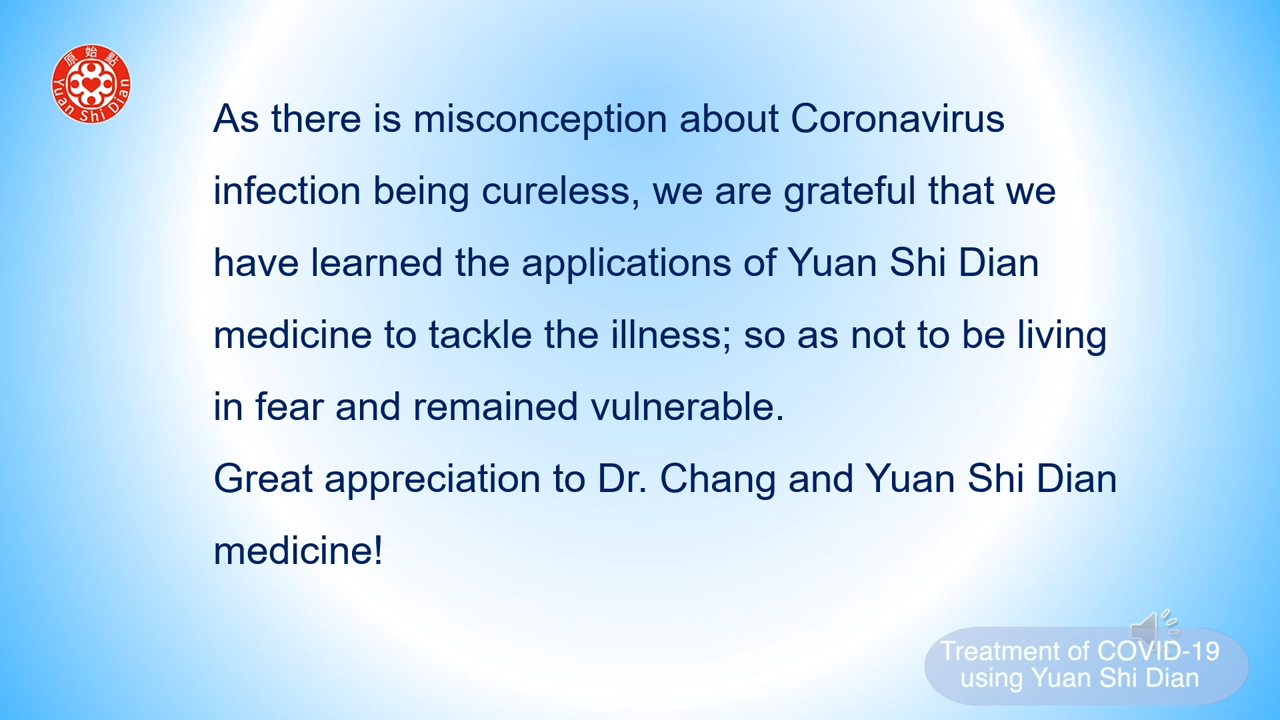 原始點
Yuan Shi Dian
As there is misconception about Coronavirus
infection being cureless, we are grateful that we
have learned the applications of Yuan Shi Dian
medicine to tackle the illness; so as not to be living
in fear and remained vulnerable.
Great appreciation to Dr. Chang and Yuan Shi Dian
medicine!
Treatment of COVID-19
using Yuan Shi Dian